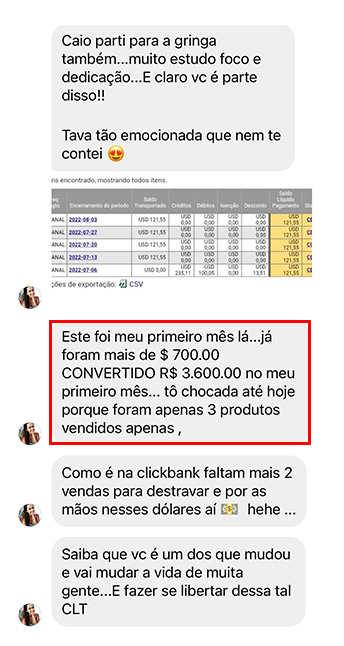 Caio parti para a gringa
também...muito estudo foco e
dedicação...E claro vc é parte
disso!!
Tava tão emocionada que nem te
contei 😍
ns encontrado, mostrando todos itens.
Encerramento do período Saldo Transportado Créditos Débitos Isenção Desconto Saldo Líquido Pagamento
ANAL 2022-08-03 USD 121,55 USD 0,00 USD 0,00 USD 0,00 USD 0,00 USD 121,55
ANAL 2022-07-27 USD 121,55 USD 0,00 USD 0,00 USD 0,00 USD 0,00 USD 121,55
ANAL 2022-07-20 USD 121,55 USD 0,00 USD 0,00 USD 0,00 USD 0,00 USD 121,55
ANAL 2022-07-13 USD 121,55 USD 0,00 USD 0,00 USD 0,00 USD 0,00 USD 121,55
ANAL 2022-07-06 USD 0,00 USD 235,11 USD -100,05 USD 0,00 USD 13,51 USD 121,55
ções de exportação: CSV
Este foi meu primeiro mês lá...já
foram mais de $ 700.00
CONVERTIDO R$ 3.600.00 no meu
primeiro mês... tô chocada até hoje
porque foram apenas 3 produtos
vendidos apenas ,
Como é na clickbank faltam mais 2
vendas para destravar e por as
mãos nesses dólares aí 💵 hehe ...
Saiba que vc é um dos que mudou
e vai mudar a vida de muita
gente...E fazer se libertar dessa tal
CLT